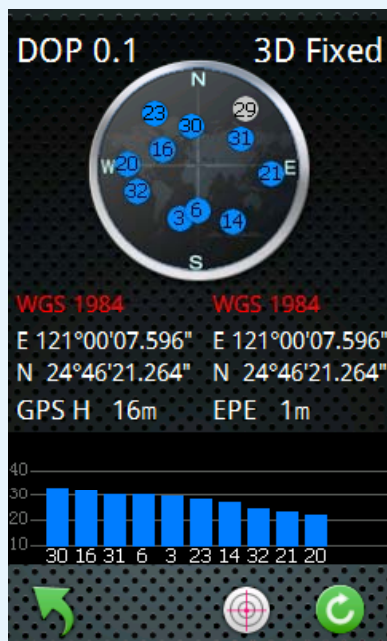 DOP 0.1 3D Fixed
N
29
23
30
31
16
W 20 21 E
32
3 6 14
S
WGS 1984 WGS 1984
E 121°00'07.596" E 121°00'07.596"
N 24°46'21.264" N 24°46'21.264"
GPS H 16m EPE 1m
40
30
20
10
30 16 31 6 3 23 14 32 21 20